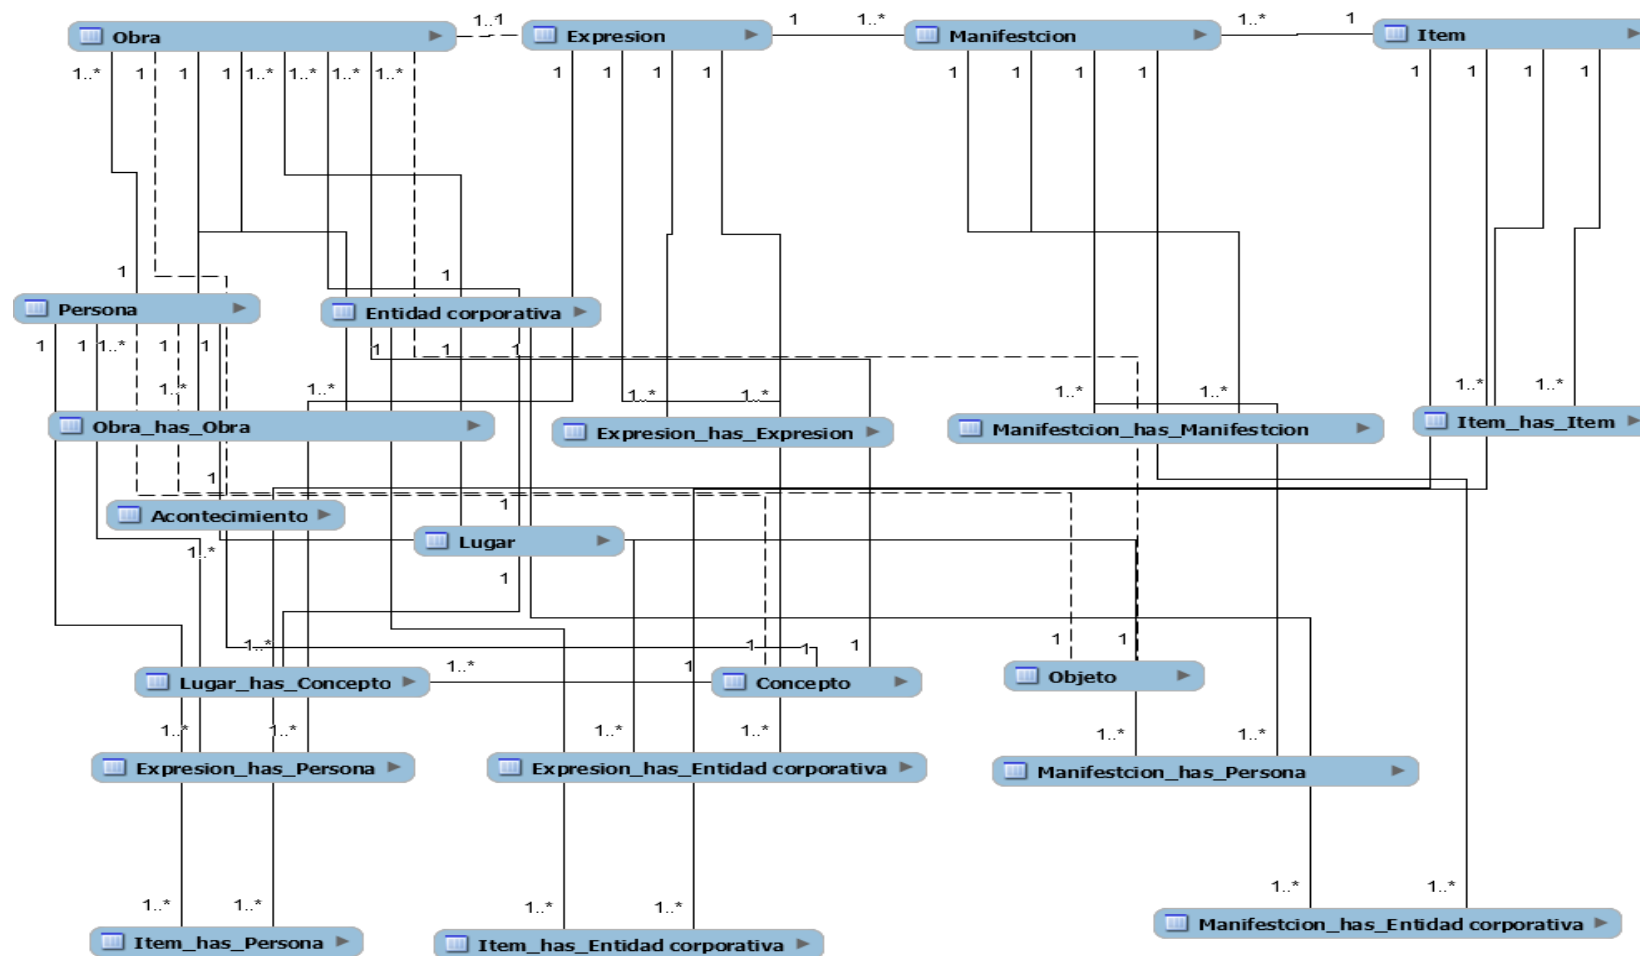 Obra 1..1 Expresion 1 1..* Manifestcion 1..* 1 Item
1..* 1 1 1 1..* 1..* 1..* 1..* 1 1 1 1 1 1 1 1 1 1 1 1
1 1
Persona Entidad corporativa
1 1 1..* 1 1 1 1 1
1..* 1..* 1..* 1..* 1..* 1..* 1..* 1..*
Obra_has_Obra Expresion_has_Expresion Manifestcion_has_Manifestcion Item_has_Item
1 1
Acontecimiento Lugar
1..* 1
1..* 1..* 1 1 1 1 1 1
Lugar_has_Concepto Concepto Objeto
1..* 1..* 1..* 1..* 1..* 1..*
Expresion_has_Persona Expresion_has_Entidad corporativa Manifestcion_has_Persona
1..* 1..*
1..* 1..* 1..* 1..*
Item_has_Persona Item_has_Entidad corporativa Manifestcion_has_Entidad corporativa